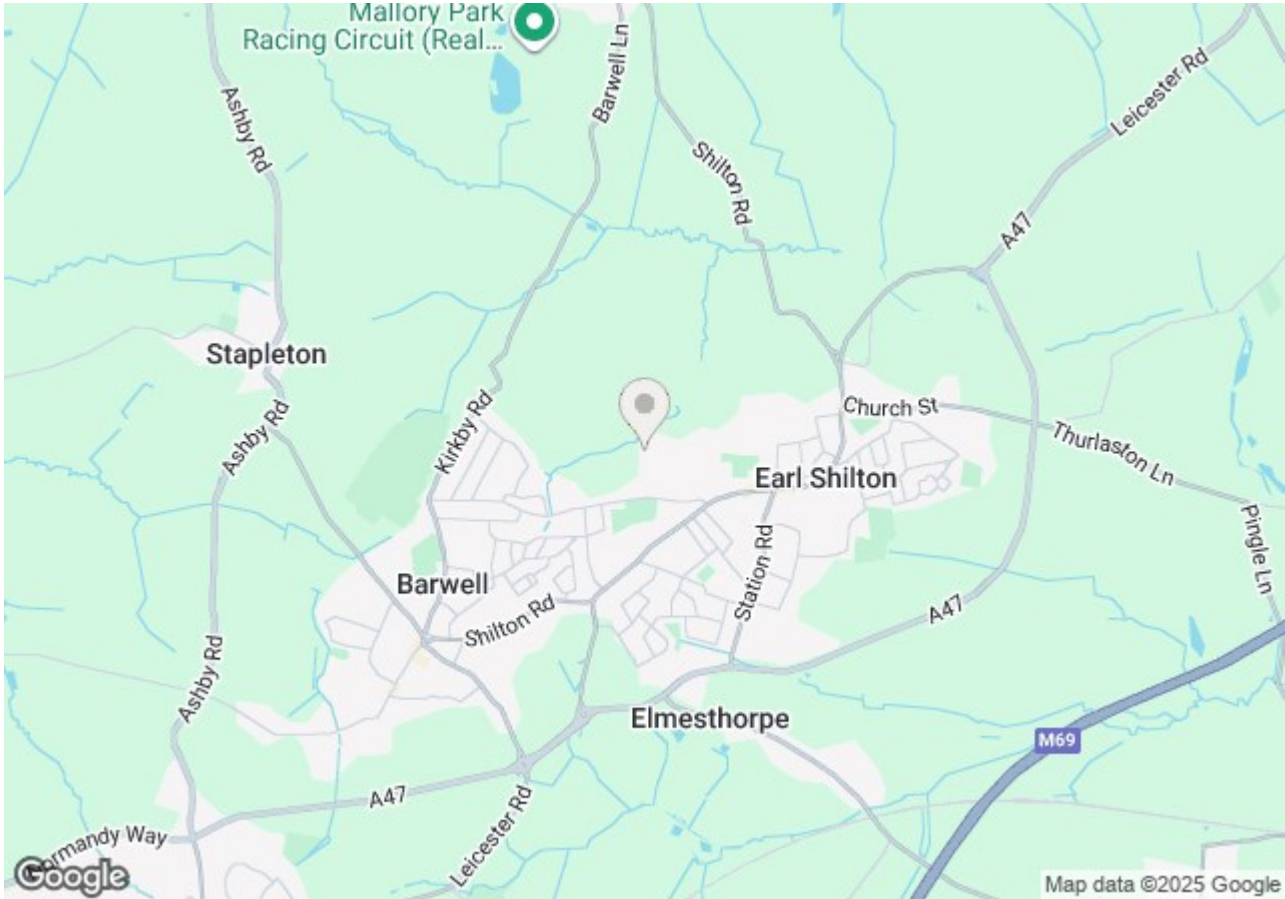 Mallory Park
Racing Circuit (Real...
Barwell Ln
Leicester Rd
Ashby Rd
Shilton Rd
A47
Stapleton
Kirkby Rd
Church St
Thurlaston Ln
Ashby Rd
Earl Shilton
Pingle Ln
Station Rd
Barwell
Shilton Rd
A47
Ashby Rd
Elmesthorpe
M69
A47
Leicester Rd
Normandy Way
Google
Map data ©2025 Google